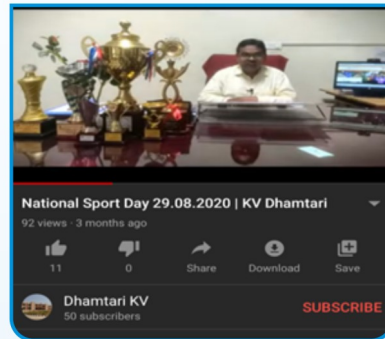 National Sport Day 29.08.2020 | KV Dhamtari
92 views · 3 months ago
11 0 Share Download Save
Dhamtari KV SUBSCRIBE
50 subscribers